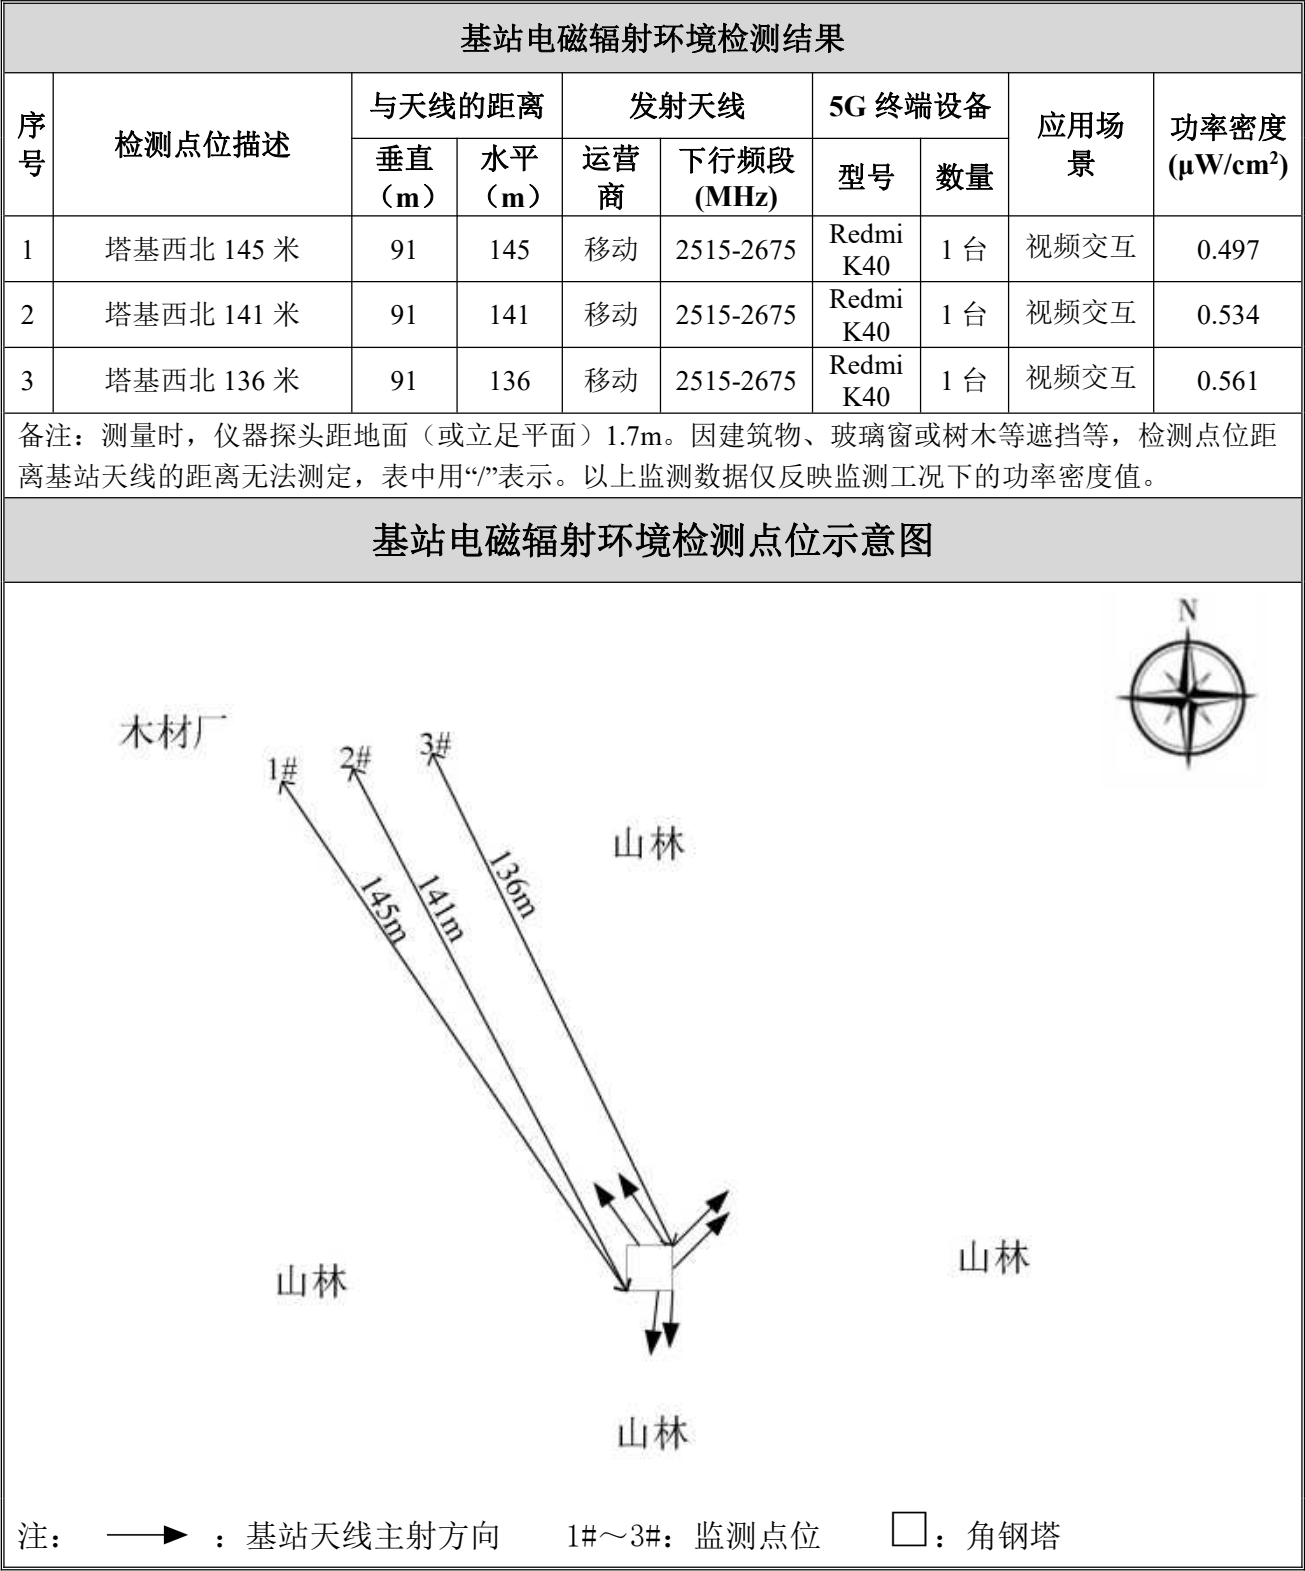 基站电磁辐射环境检测结果
序号 检测点位描述 与天线的距离 发射天线 5G 终端设备 应用场景 功率密度(μW/cm²)
垂直（m） 水平（m） 运营商 下行频段(MHz) 型号 数量
1 塔基西北 145 米 91 145 移动 2515-2675 Redmi K40 1 台 视频交互 0.497
2 塔基西北 141 米 91 141 移动 2515-2675 Redmi K40 1 台 视频交互 0.534
3 塔基西北 136 米 91 136 移动 2515-2675 Redmi K40 1 台 视频交互 0.561
备注：测量时，仪器探头距地面（或立足平面）1.7m。因建筑物、玻璃窗或树木等遮挡等，检测点位距
离基站天线的距离无法测定，表中用“/”表示。以上监测数据仅反映监测工况下的功率密度值。
基站电磁辐射环境检测点位示意图
N
木材厂
1#
2#
3#
山林
145m
141m
136m
山林
山林
山林
注： ：基站天线主射方向 1#～3#：监测点位 ：角钢塔